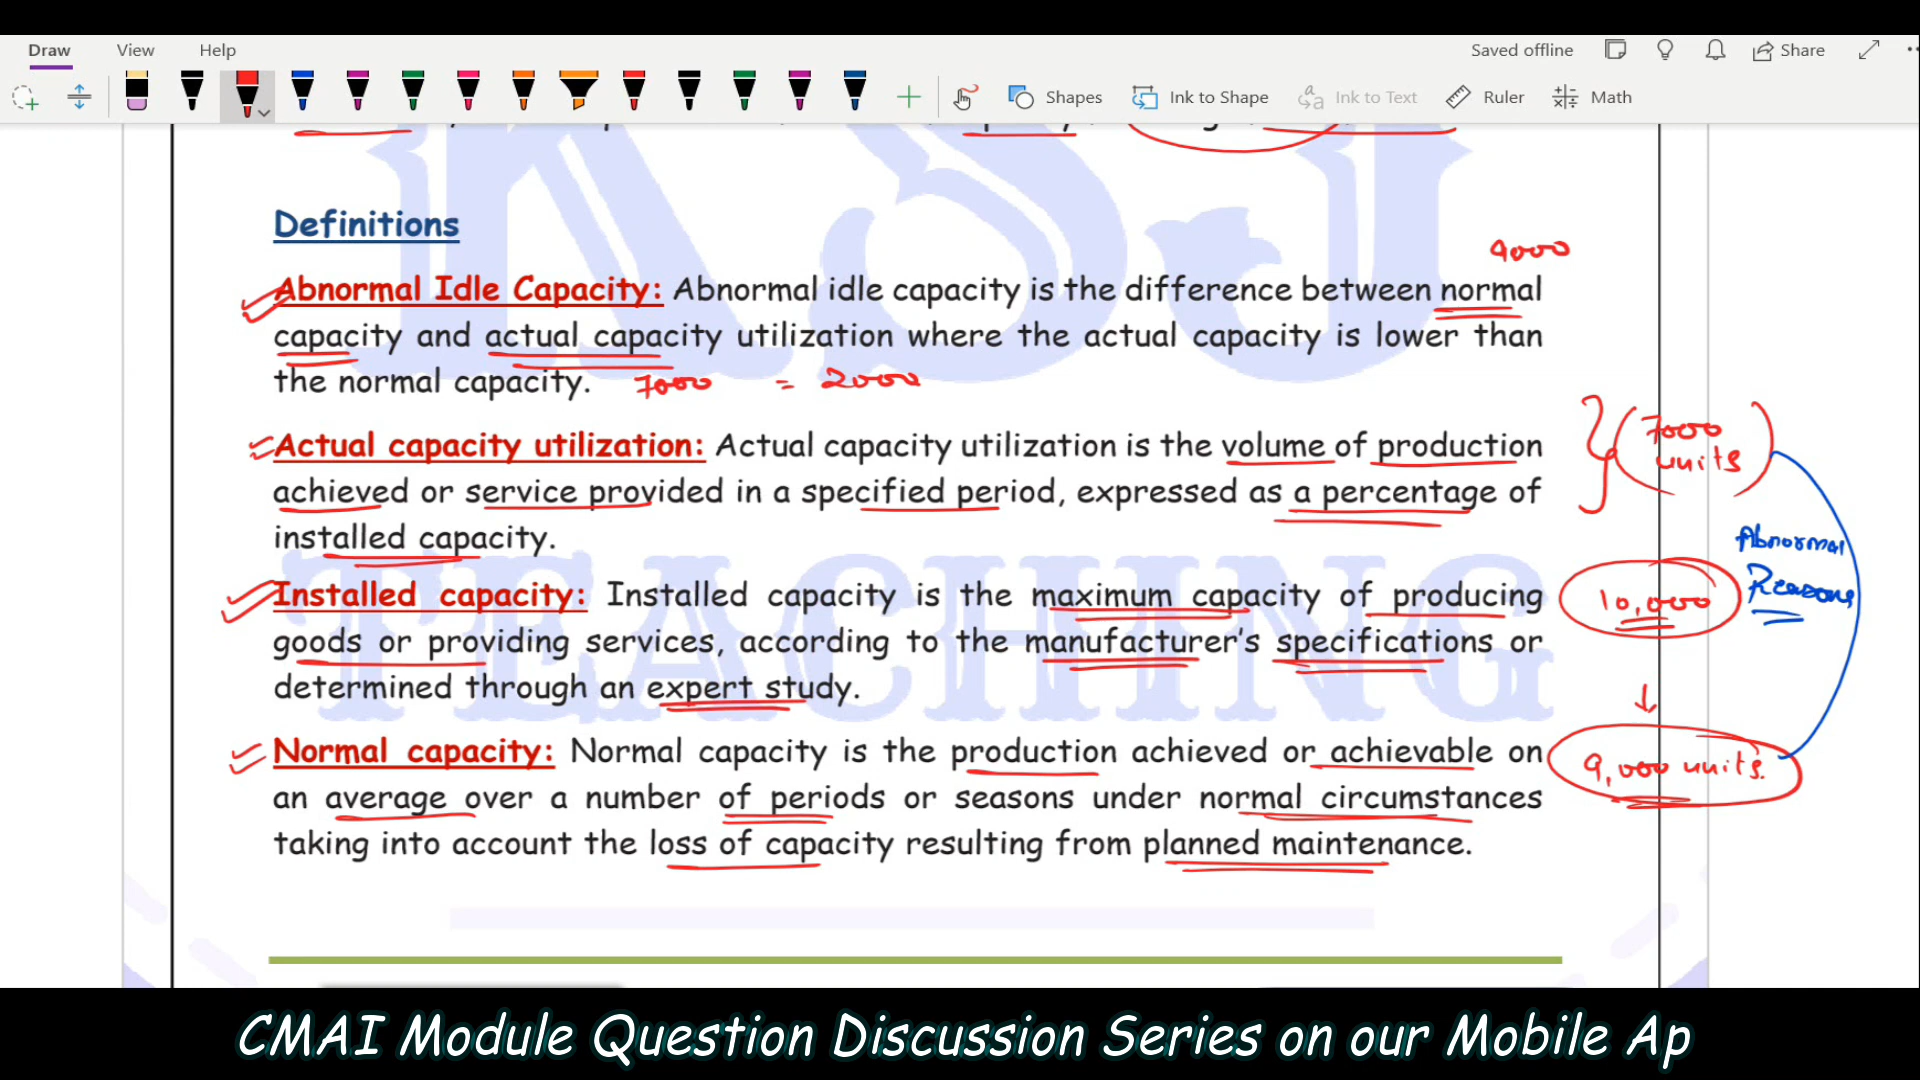 Draw View Help Saved offline Share
Shapes Ink to Shape Ink to Text Ruler Math
Definitions
9000
Abnormal Idle Capacity: Abnormal idle capacity is the difference between normal
capacity and actual capacity utilization where the actual capacity is lower than
the normal capacity. 7000 = 2000
Actual capacity utilization: Actual capacity utilization is the volume of production
achieved or service provided in a specified period, expressed as a percentage of
installed capacity.
7000
units
Abnormal
Reasons
Installed capacity: Installed capacity is the maximum capacity of producing
goods or providing services, according to the manufacturer's specifications or
determined through an expert study.
10,000
Normal capacity: Normal capacity is the production achieved or achievable on
an average over a number of periods or seasons under normal circumstances
taking into account the loss of capacity resulting from planned maintenance.
9,000 units.
KSJ
TEACHING
CMAI Module Question Discussion Series on our Mobile Ap